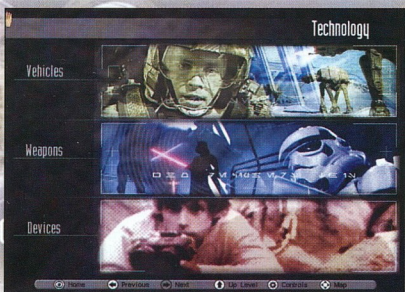 Technology
Vehicles
Weapons
Devices
Home Previous Next Up Level Controls Map